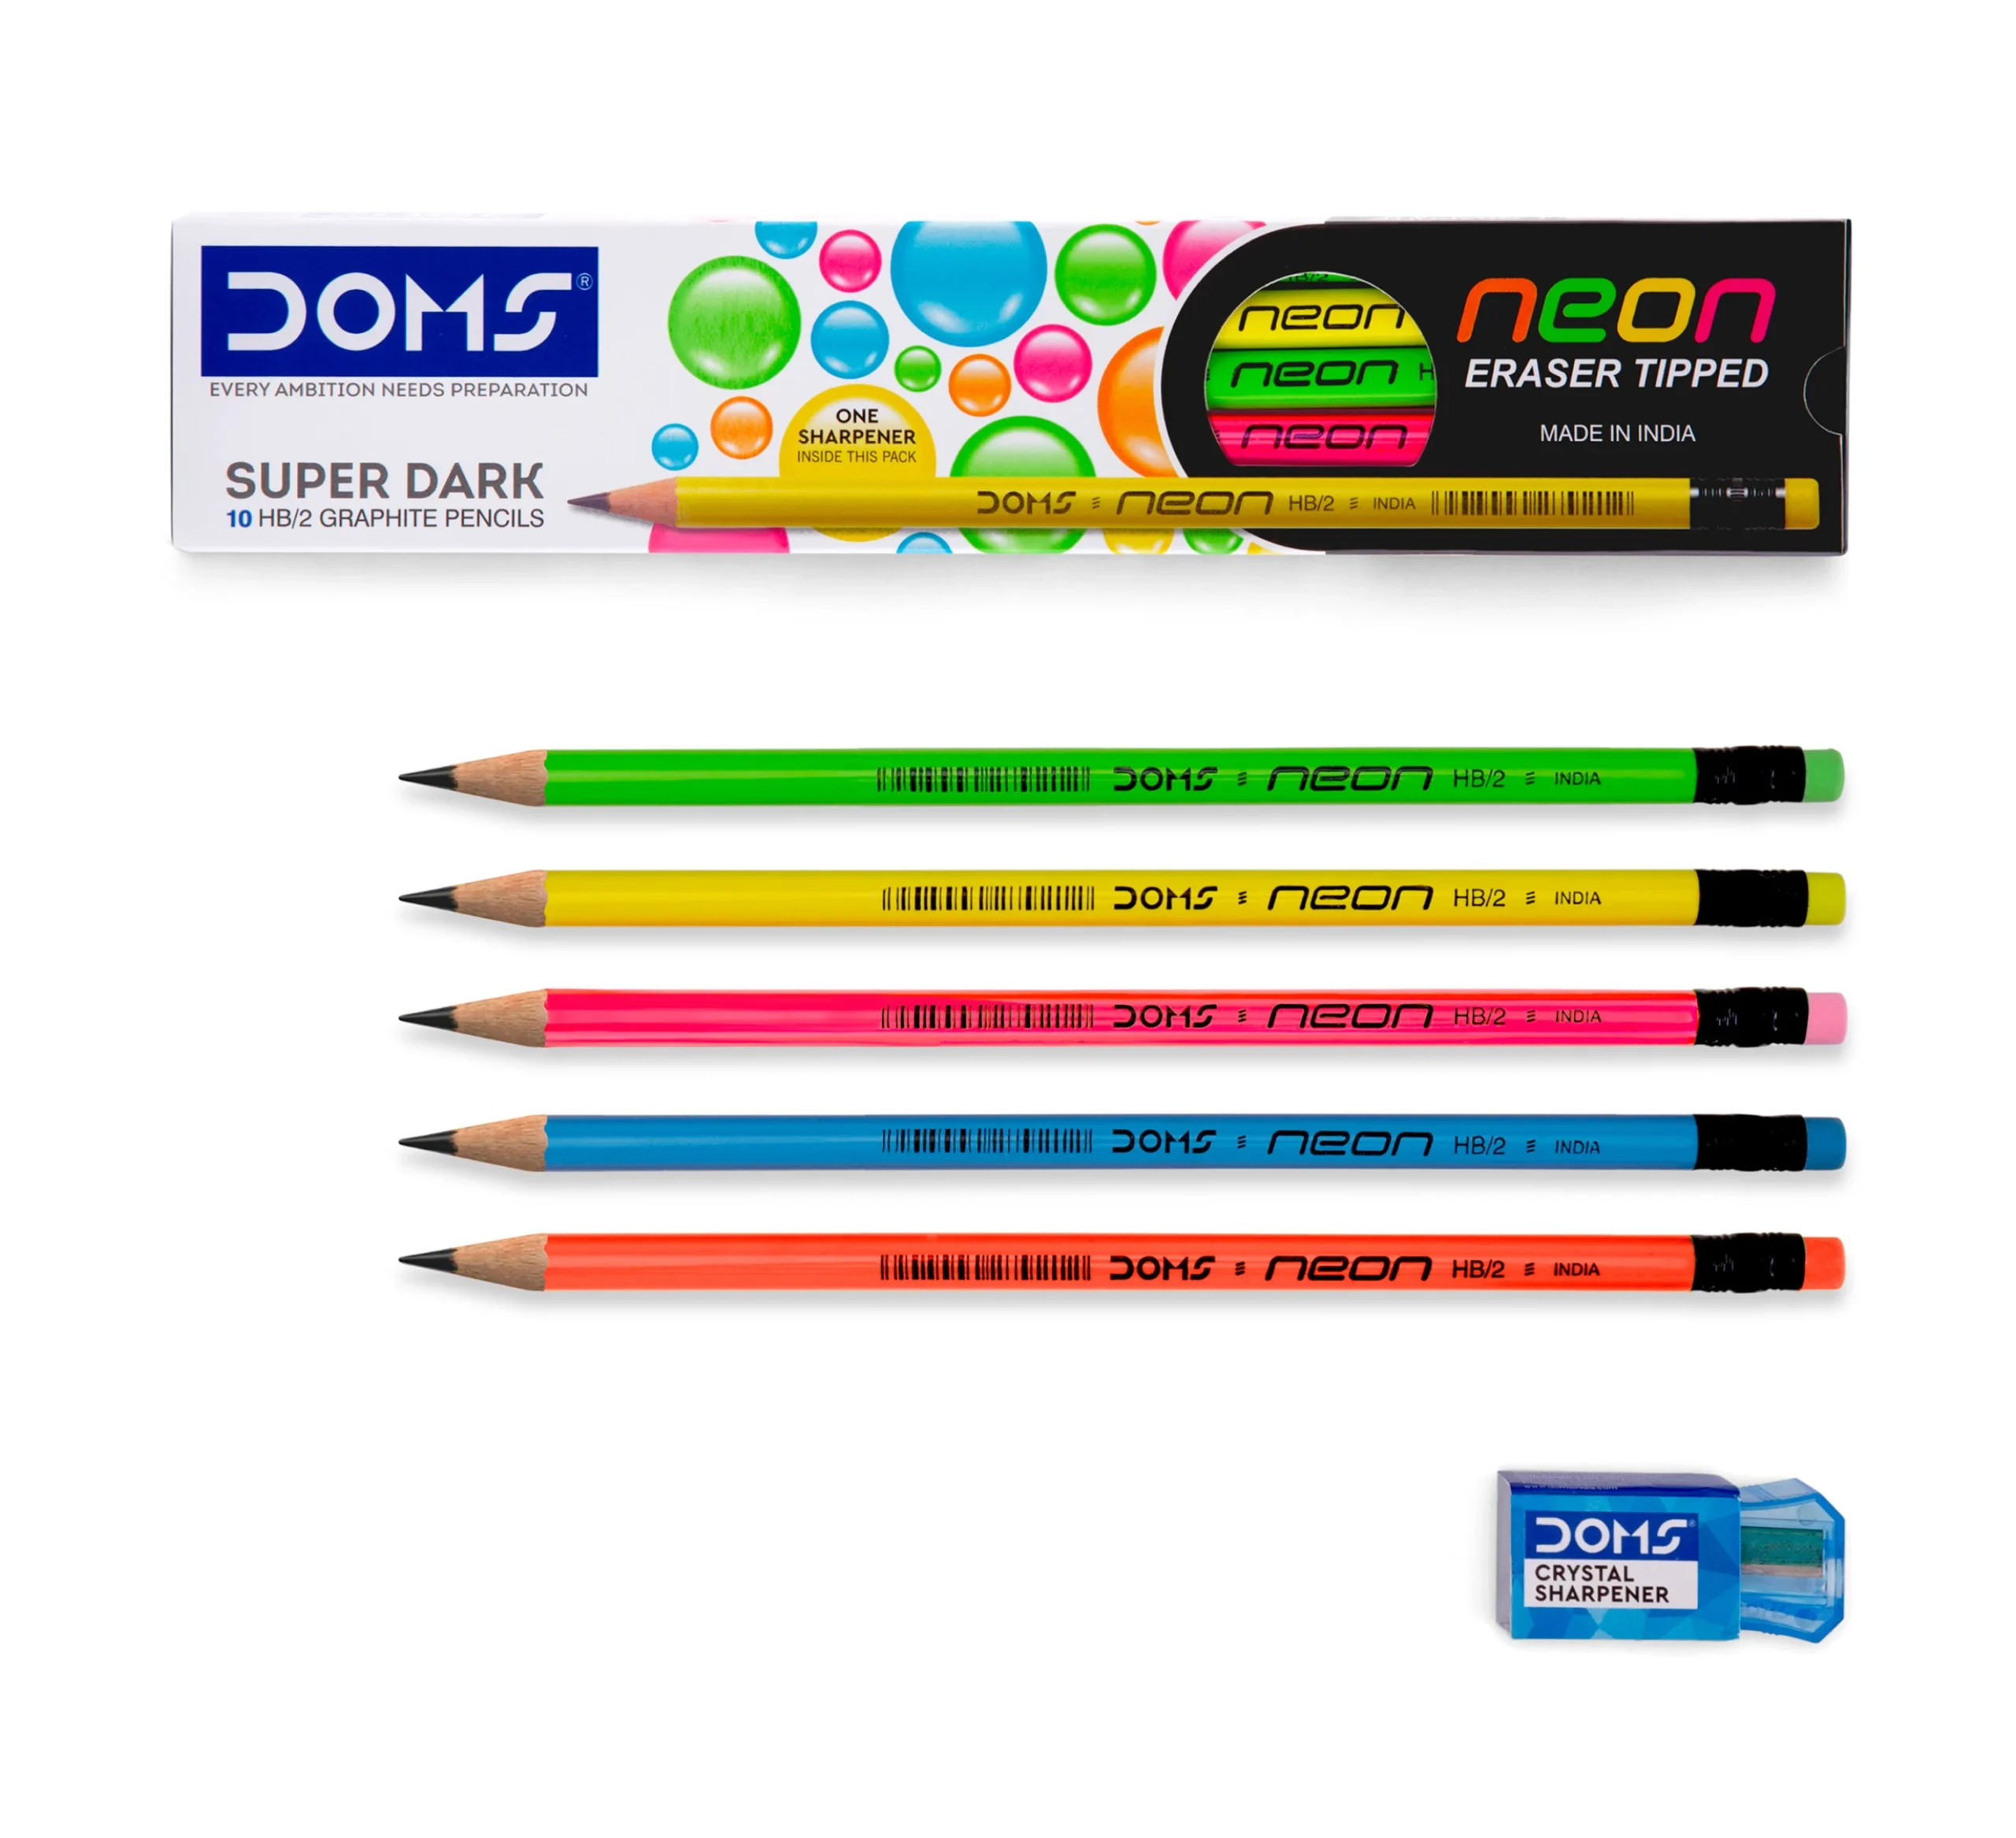 DOMS®
EVERY AMBITION NEEDS PREPARATION
SUPER DARK
10 HB/2 GRAPHITE PENCILS
ONE
SHARPENER
INSIDE THIS PACK
neon
neon H
neon
neon
ERASER TIPPED
MADE IN INDIA
DOMS neon HB/2 INDIA
DOMS neon HB/2 INDIA
DOMS neon HB/2 INDIA
DOMS neon HB/2 INDIA
DOMS neon HB/2 INDIA
DOMS neon HB/2 INDIA
DOMS®
CRYSTAL
SHARPENER